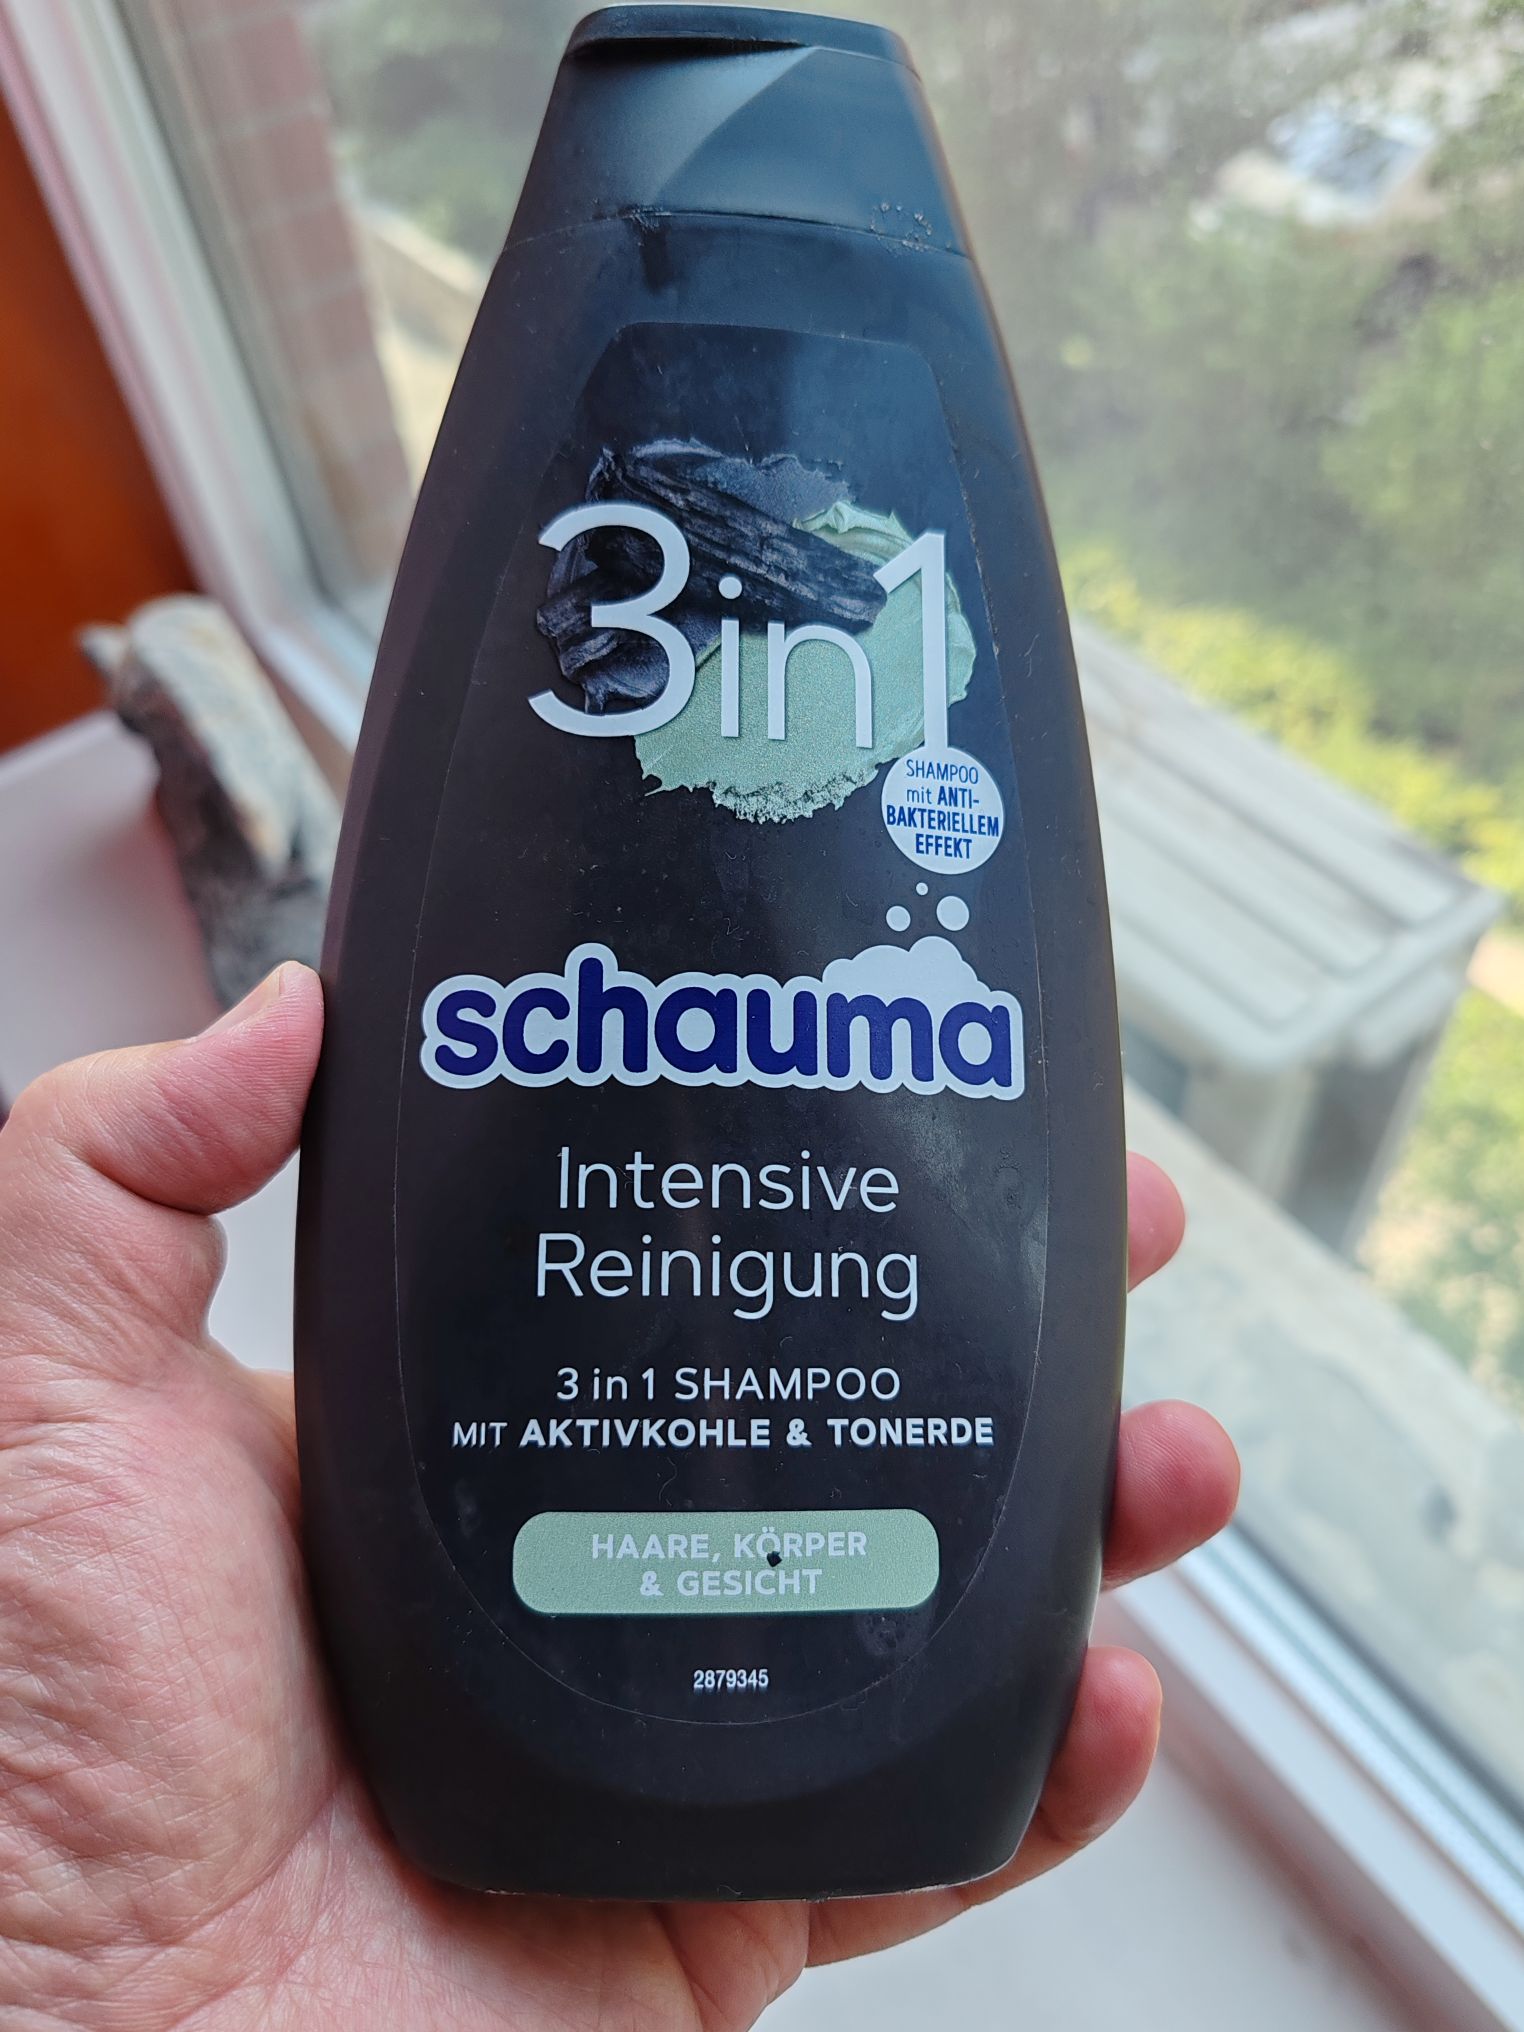 3in1
SHAMPOO
mit ANTI-
BAKTERIELLEM
EFFEKT
schauma
Intensive
Reinigung
3 in 1 SHAMPOO
MIT AKTIVKOHLE & TONERDE
HAARE, KÖRPER
& GESICHT
2879345